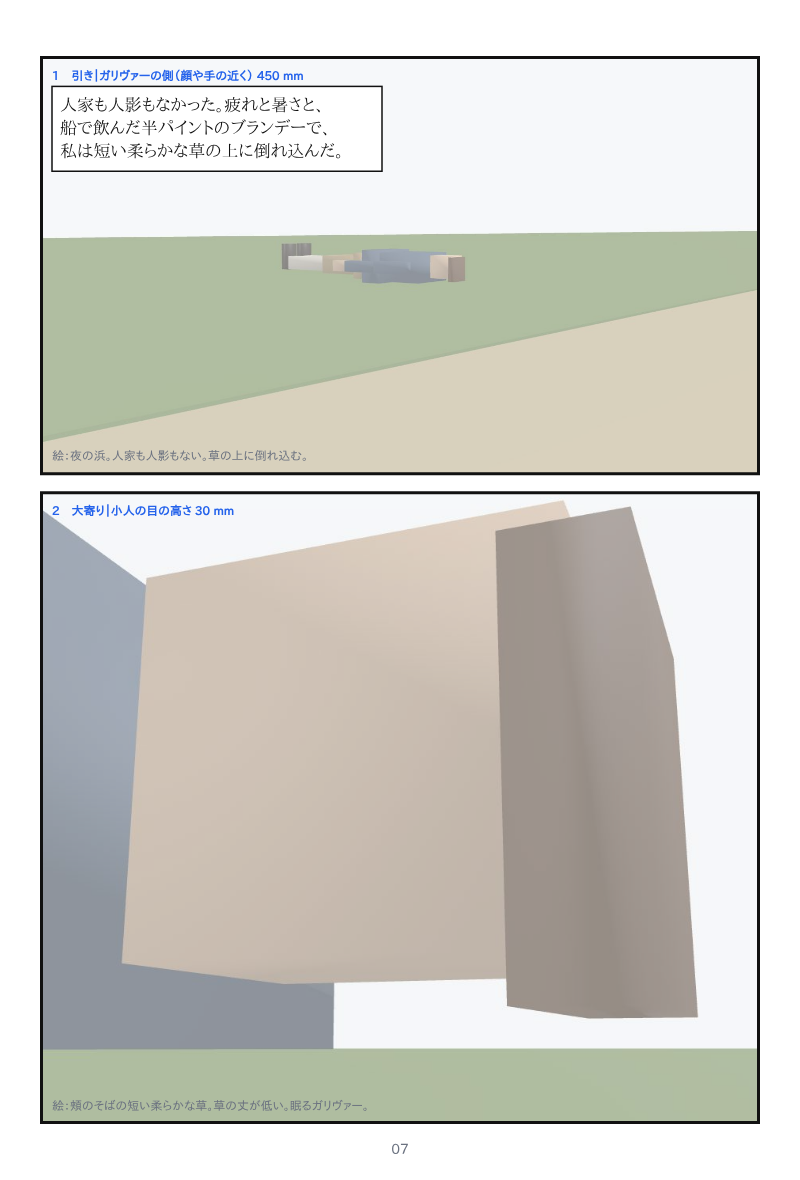 1 引き|ガリヴァーの側(顔や手の近く) 450 mm
人家も人影もなかった。疲れと暑さと、
船で飲んだ半パイントのブランデーで、
私は短い柔らかな草の上に倒れ込んだ。
絵:夜の浜。人家も人影もない。草の上に倒れ込む。
2 大寄り|小人の目の高さ 30 mm
絵:頬のそばの短い柔らかな草。草の丈が低い。眠るガリヴァー。
07